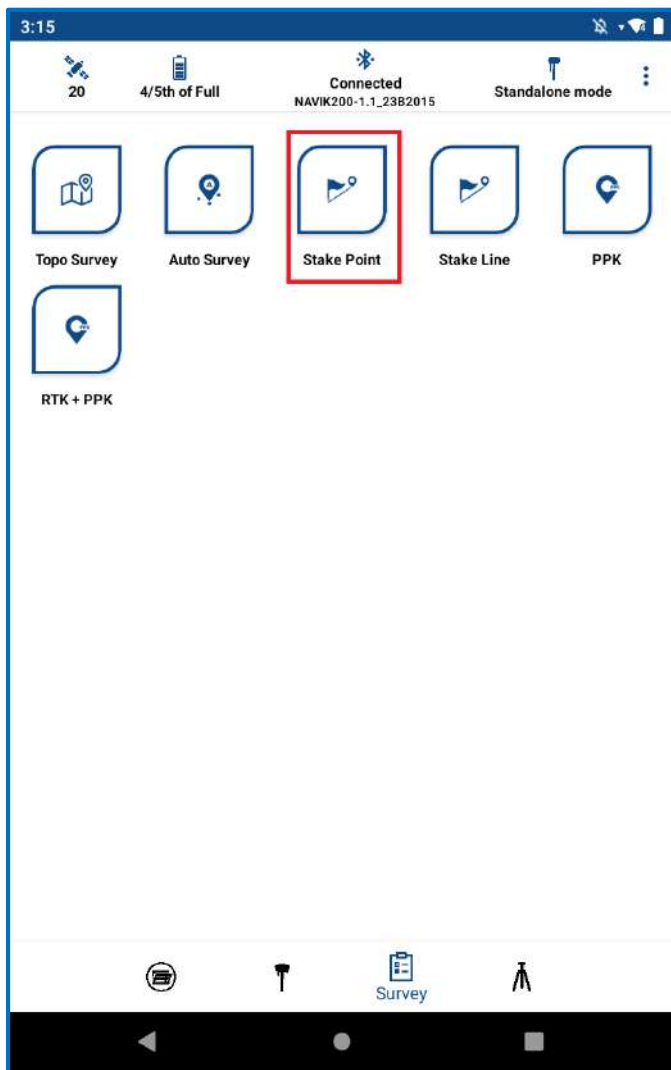 3:15
20
4/5th of Full
Connected
NAVIK200-1.1_23B2015
Standalone mode
Topo Survey
Auto Survey
Stake Point
Stake Line
PPK
RTK + PPK
Survey